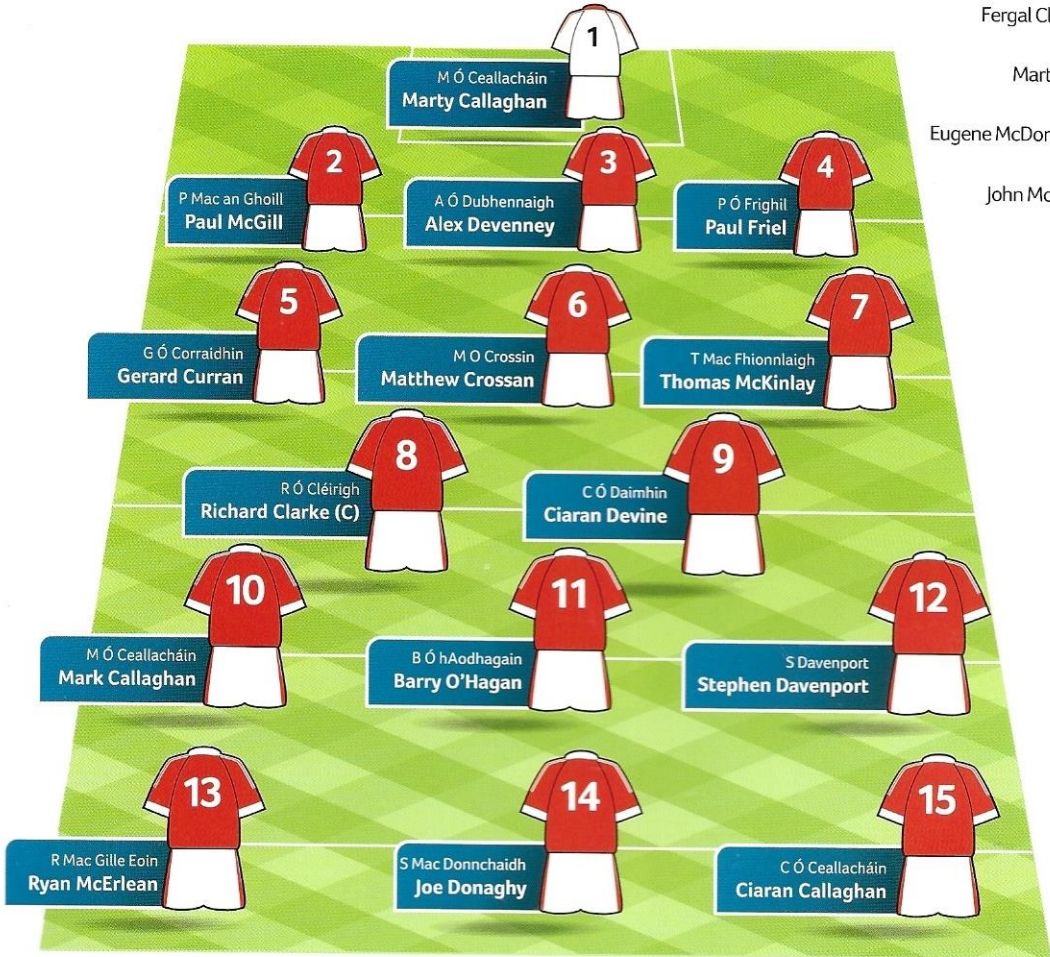 1
M Ó Ceallacháin
Marty Callaghan
2
P Mac an Ghoill
Paul McGill
3
A Ó Dubhennaigh
Alex Devenney
4
P Ó Frighil
Paul Friel
5
G Ó Corraidhin
Gerard Curran
6
M O Crossin
Matthew Crossan
7
T Mac Fhionnlaigh
Thomas McKinlay
8
R Ó Cléirigh
Richard Clarke (C)
9
C Ó Daimhin
Ciaran Devine
10
M Ó Ceallacháin
Mark Callaghan
11
B Ó hAodhagain
Barry O'Hagan
12
S Davenport
Stephen Davenport
13
R Mac Gille Eoin
Ryan McErlean
14
S Mac Donnchaidh
Joe Donaghy
15
C Ó Ceallacháin
Ciaran Callaghan
Fergal
Eugene
John